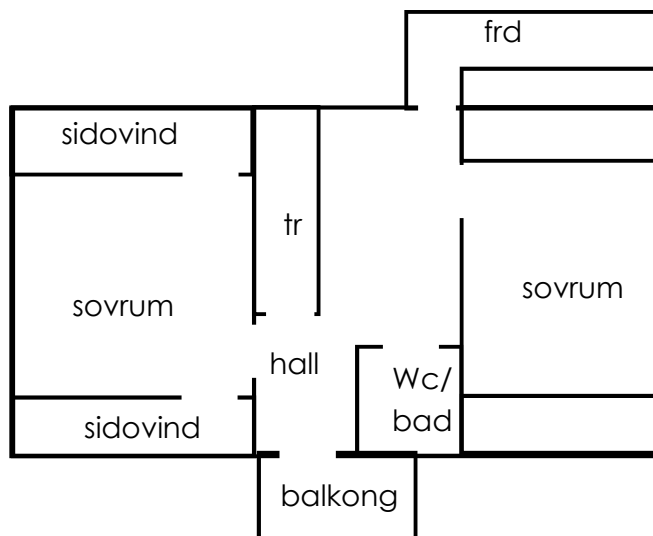 frd
sidovind
tr
sovrum
sovrum
hall
Wc/
bad
sidovind
balkong